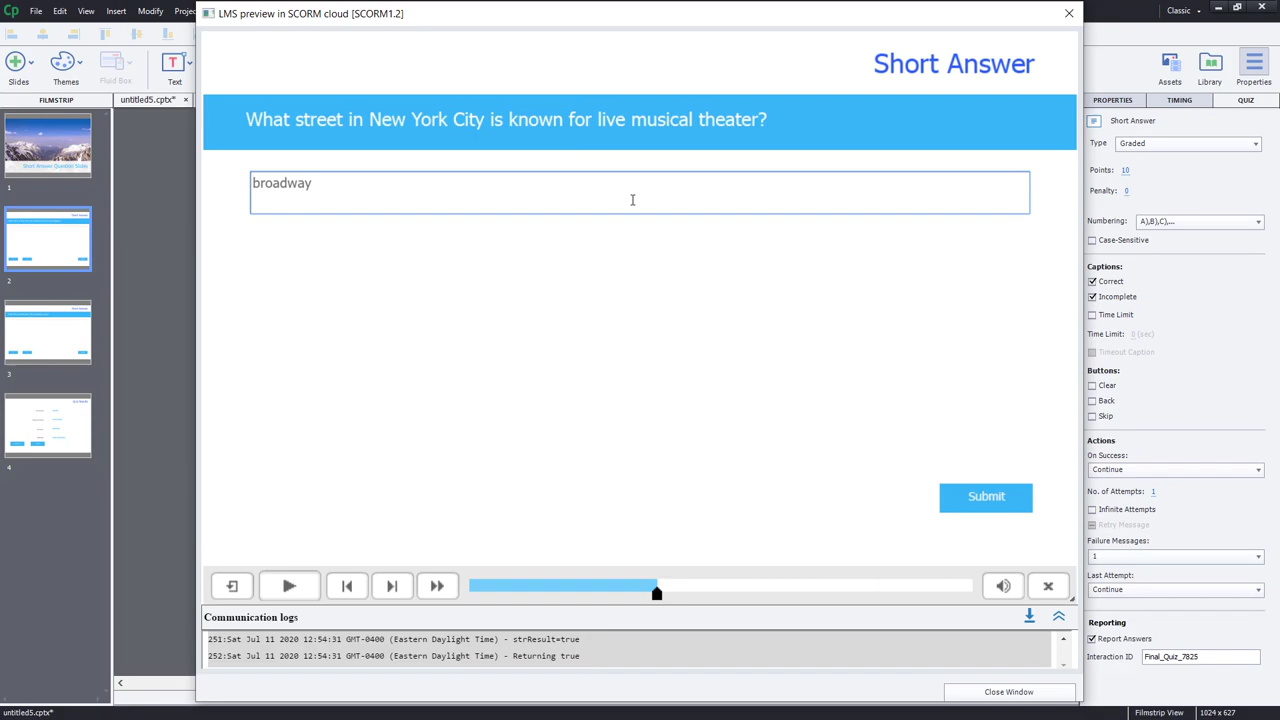 Cp File Edit View Insert Modify Projec Classic
LMS preview in SCORM cloud [SCORM1.2]
Slides Themes Fluid Box Text Assets Library Properties
FILMSTRIP untitled5.cptx* × PROPERTIES TIMING QUIZ
Short Answer
What street in New York City is known for live musical theater?
broadway
Submit
Communication logs
251:Sat Jul 11 2020 12:54:31 GMT-0400 (Eastern Daylight Time) - strResult=true
252:Sat Jul 11 2020 12:54:31 GMT-0400 (Eastern Daylight Time) - Returning true
Close Window
Short Answer Question Slides
1
2
3
4
Short Answer
Type Graded
Points: 10
Penalty: 0
Numbering: A),B),C),...
Case-Sensitive
Captions:
Correct
Incomplete
Time Limit
Time Limit: 0 (sec)
Timeout Caption
Buttons:
Clear
Back
Skip
Actions
On Success:
Continue
No. of Attempts: 1
Infinite Attempts
Retry Message
Failure Messages:
1
Last Attempt:
Continue
Reporting
Report Answers
Interaction ID Final_Quiz_7825
untitled5.cptx* Filmstrip View 1024 x 627